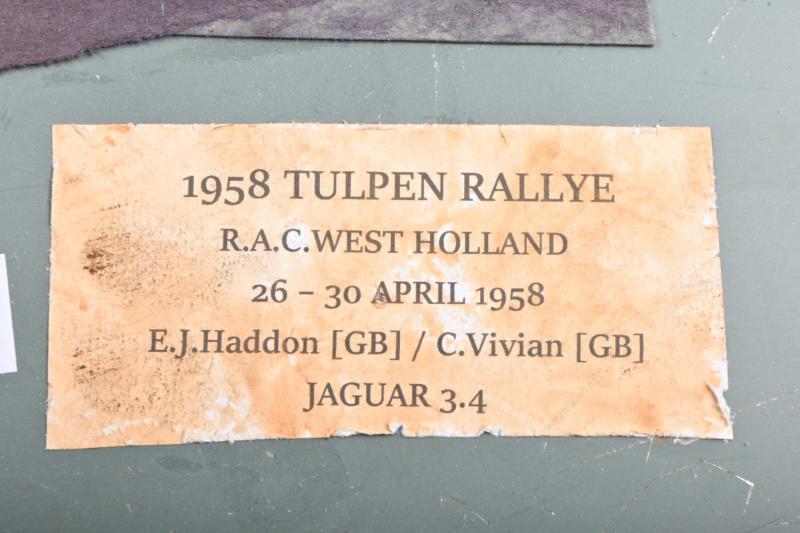 1958 TULPEN RALLYE
R.A.C.WEST HOLLAND
26 – 30 APRIL 1958
E.J.Haddon [GB] / C.Vivian [GB]
JAGUAR 3.4